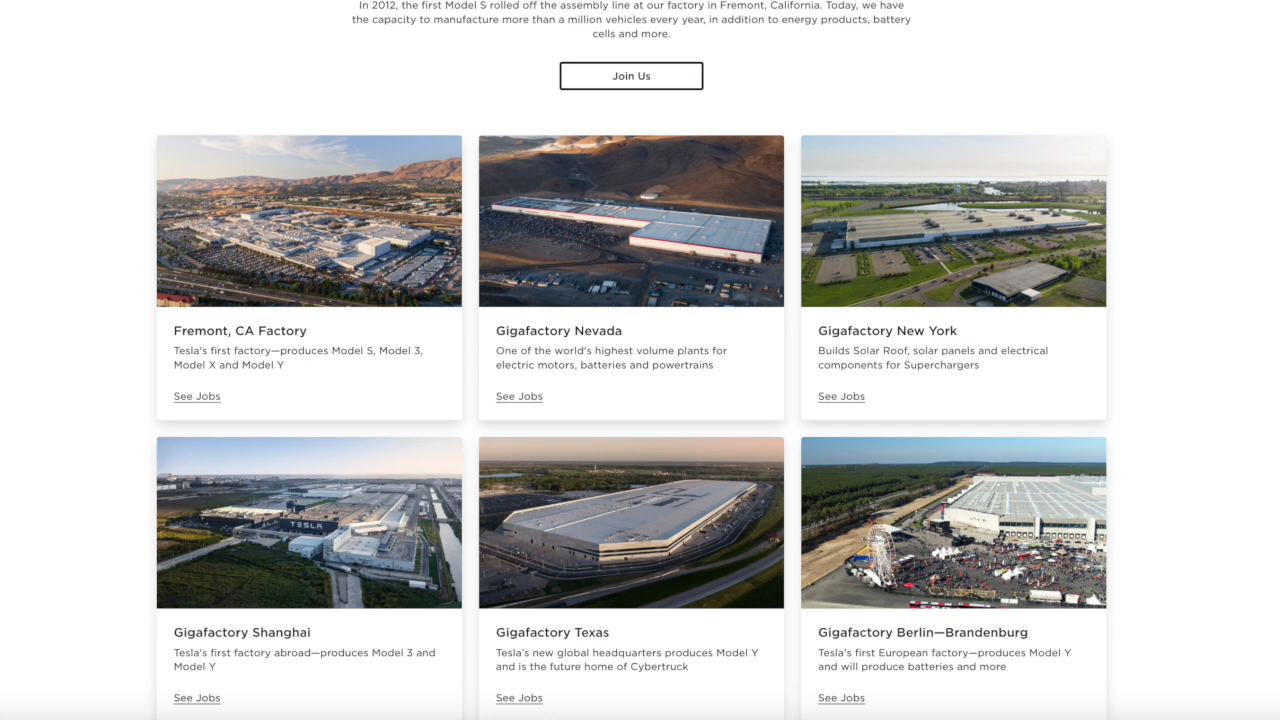 In 2012, the first Model S rolled off the assembly line at our factory in Fremont, California. Today, we have
the capacity to manufacture more than a million vehicles every year, in addition to energy products, battery
cells and more.
Join Us
Fremont, CA Factory
Tesla's first factory—produces Model S, Model 3,
Model X and Model Y
See Jobs
Gigafactory Nevada
One of the world's highest volume plants for
electric motors, batteries and powertrains
See Jobs
Gigafactory New York
Builds Solar Roof, solar panels and electrical
components for Superchargers
See Jobs
TESLA
Gigafactory Shanghai
Tesla's first factory abroad—produces Model 3 and
Model Y
See Jobs
Gigafactory Texas
Tesla's new global headquarters produces Model Y
and is the future home of Cybertruck
See Jobs
Gigafactory Berlin—Brandenburg
Tesla's first European factory—produces Model Y
and will produce batteries and more
See Jobs